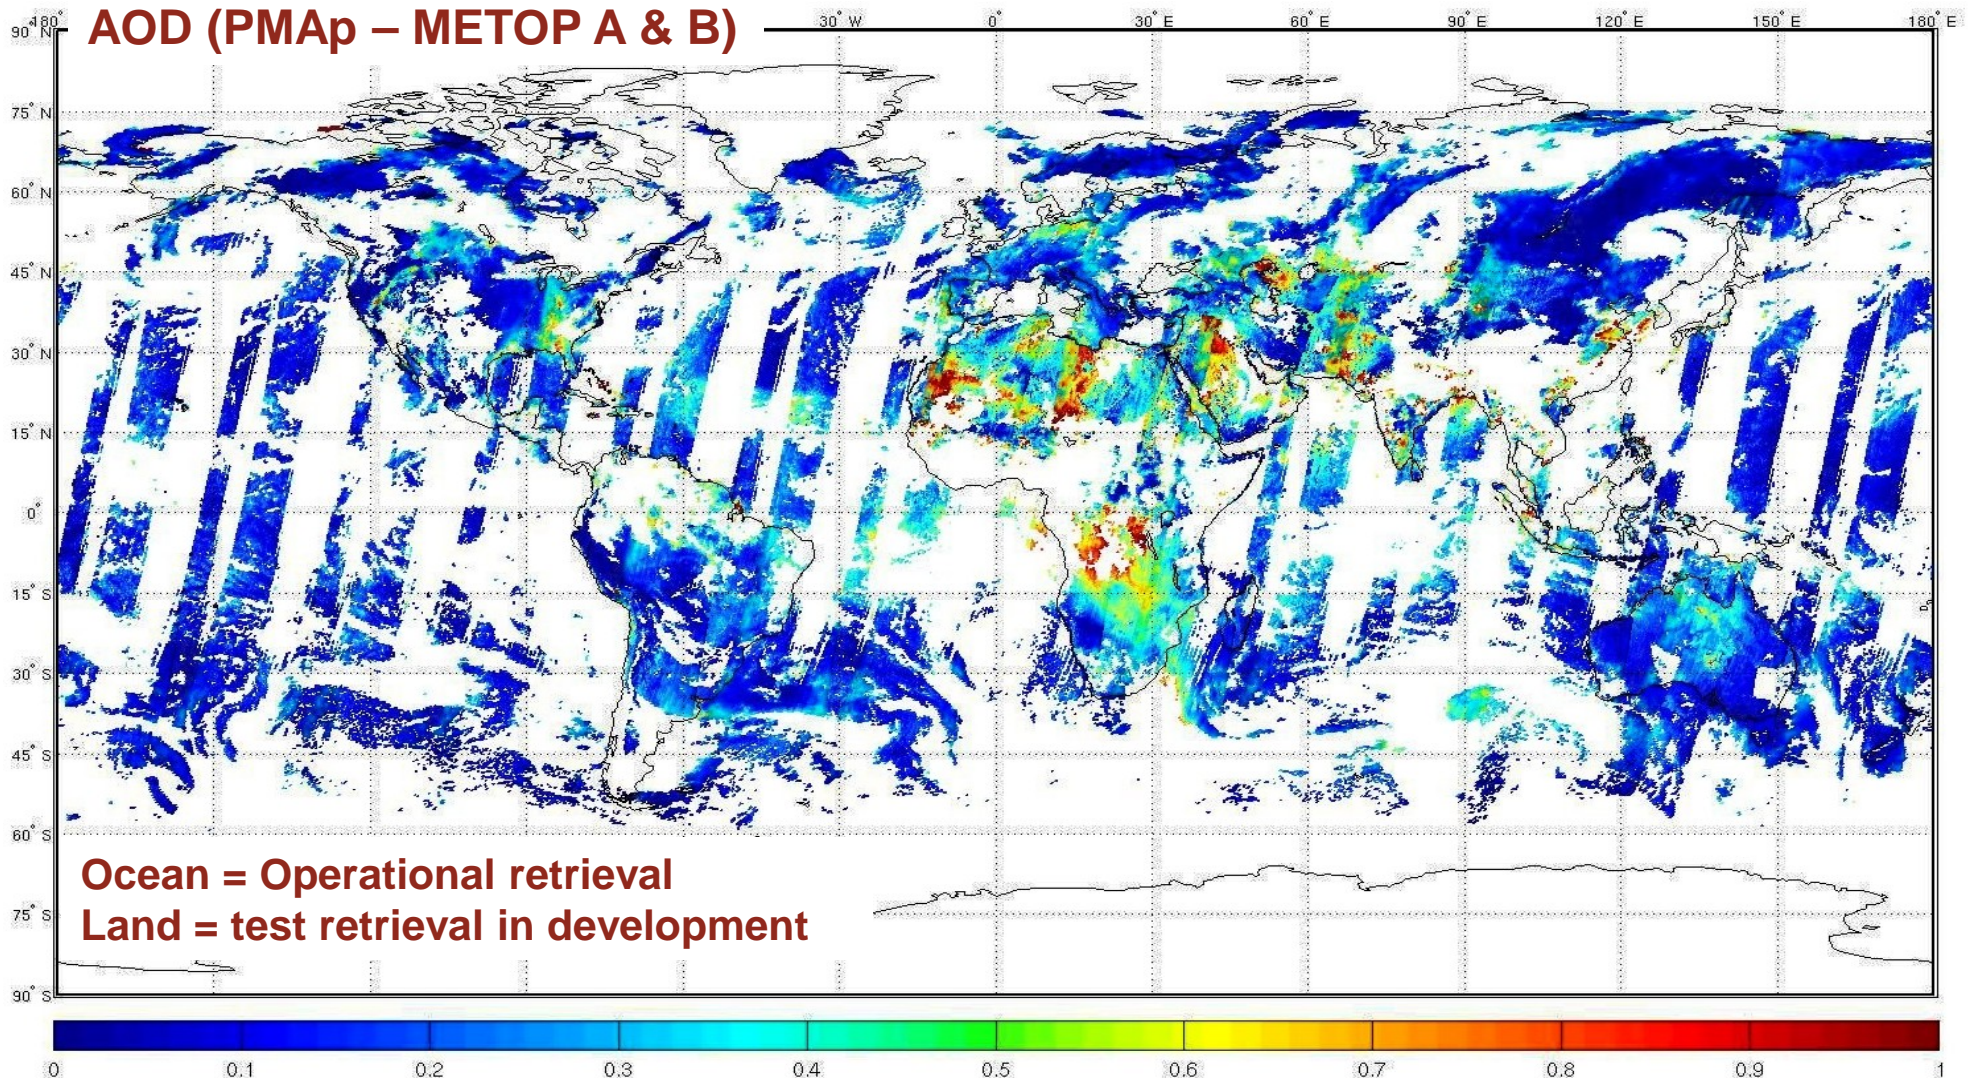 AOD (PMAp – METOP A & B)
180° 30° W 0° 30° E 60° E 90° E 120° E 150° E 180° E
90° N
75° N
60° N
45° N
30° N
15° N
0°
15° S
30° S
45° S
60° S
75° S
90° S
Ocean = Operational retrieval
Land = test retrieval in development
0 0.1 0.2 0.3 0.4 0.5 0.6 0.7 0.8 0.9 1